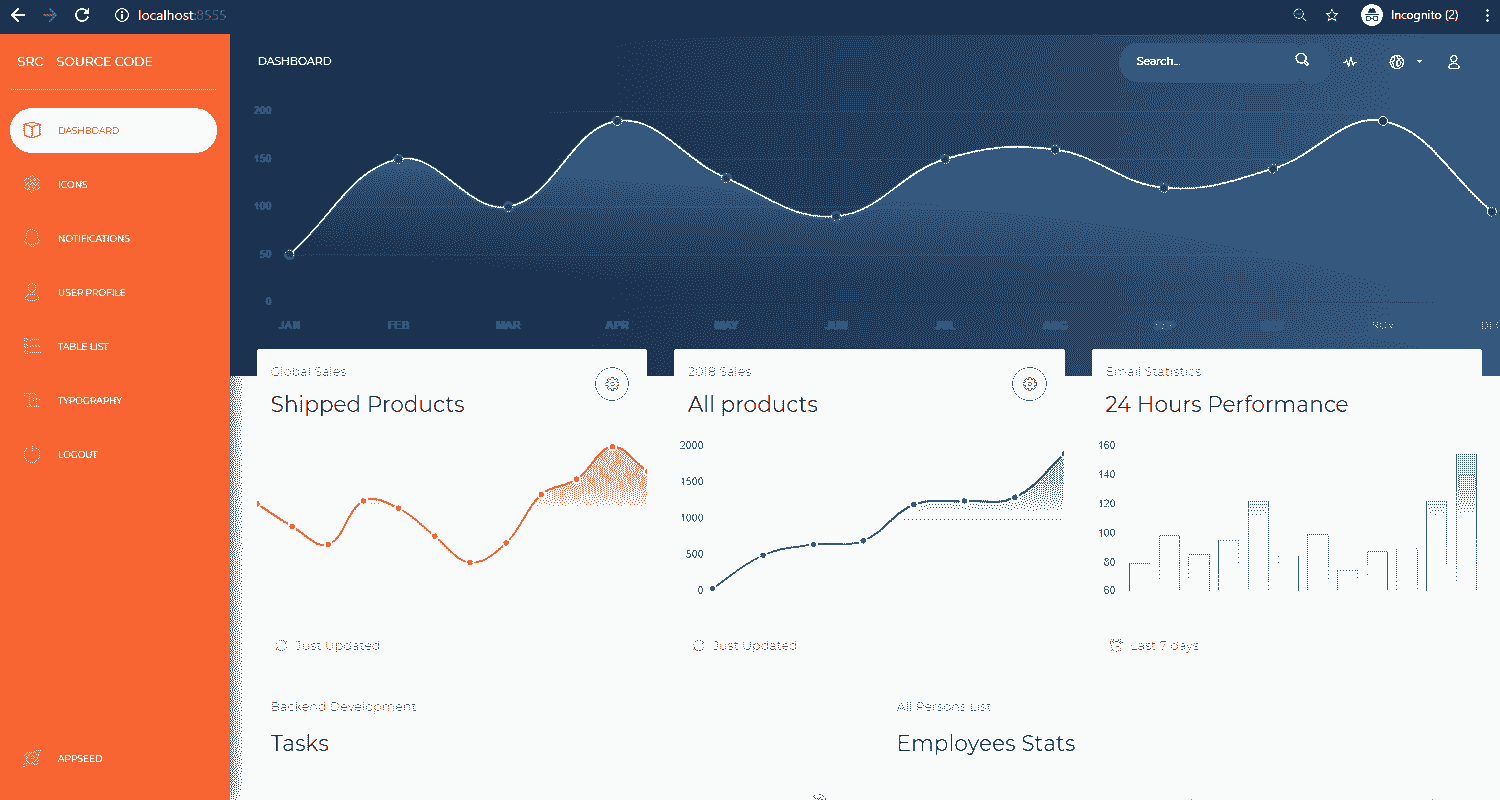 localhost:8555
Incognito (2)
SRC SOURCE CODE
DASHBOARD
ICONS
NOTIFICATIONS
USER PROFILE
TABLE LIST
TYPOGRAPHY
LOGOUT
APPSEED
DASHBOARD
Search...
200
150
100
50
0
JAN FEB MAR APR MAY JUN JUL AUG SEP NOV
Global Sales
Shipped Products
Just Updated
2018 Sales
All products
2000
1500
1000
500
0
Just Updated
Email Statistics
24 Hours Performance
160
140
120
100
80
60
Last 7 days
Backend Development
Tasks
All Persons List
Employees Stats